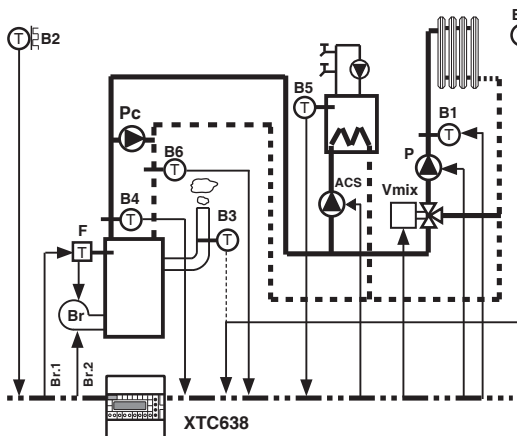 B
T B2
B5
T
Pc
B1
T
B6
T
P
B4
T
ACS
Vmix
B3
T
F
T
Br
Br.1
Br.2
XTC638